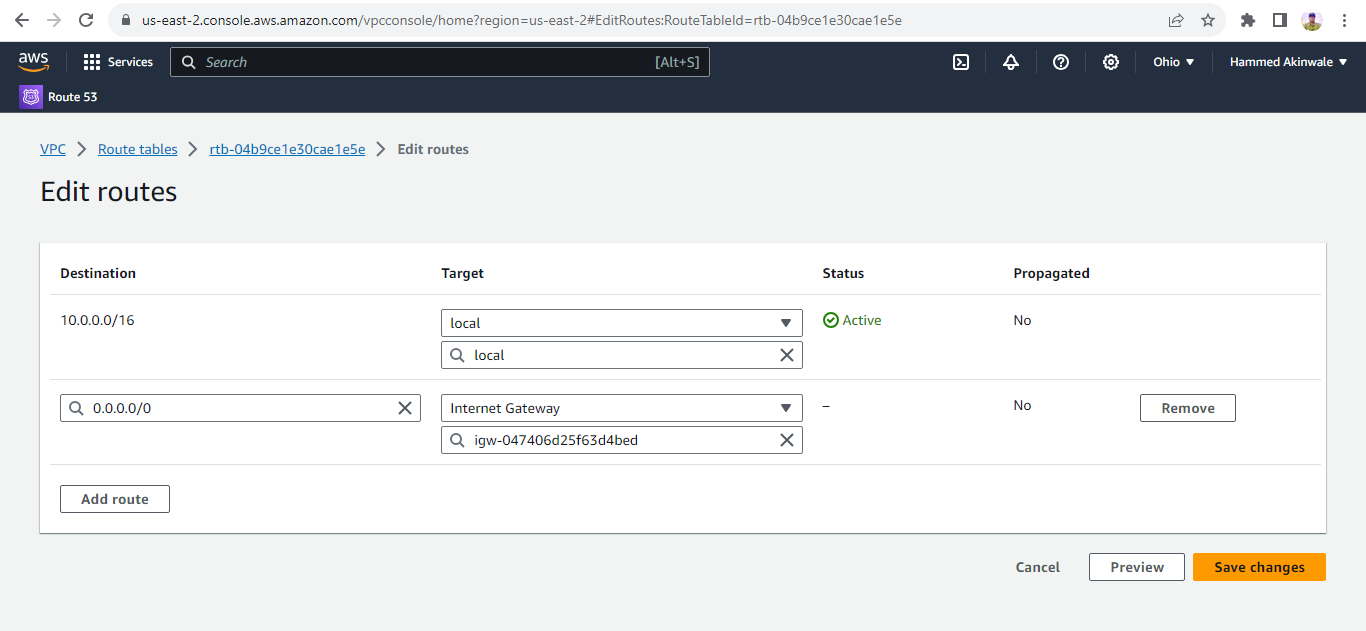 us-east-2.console.aws.amazon.com/vpcconsole/home?region=us-east-2#EditRoutes:RouteTableId=rtb-04b9ce1e30cae1e5e
aws Services Search [Alt+S] Ohio Hammed Akinwale
Route 53
VPC Route tables rtb-04b9ce1e30cae1e5e Edit routes
Edit routes
Destination Target Status Propagated
10.0.0.0/16 local Active No
local
0.0.0.0/0 Internet Gateway – No Remove
igw-047406d25f63d4bed
Add route
Cancel Preview Save changes